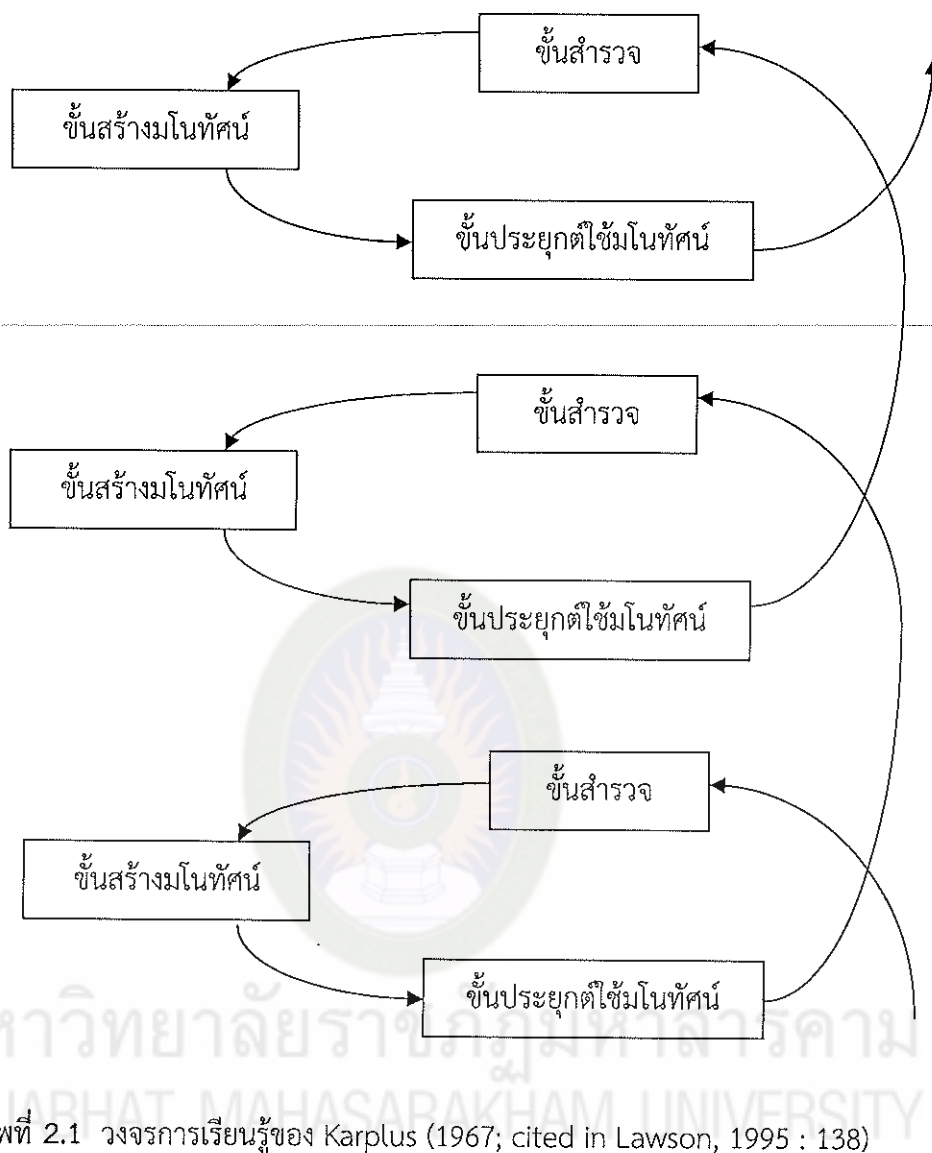 ขั้นสำรวจ
ขั้นสร้างมโนทัศน์
ขั้นประยุกต์ใช้มโนทัศน์
ขั้นสำรวจ
ขั้นสร้างมโนทัศน์
ขั้นประยุกต์ใช้มโนทัศน์
ขั้นสำรวจ
ขั้นสร้างมโนทัศน์
ขั้นประยุกต์ใช้มโนทัศน์
หาวิทยาลัยราชภัฏมหาสารคาม
JABHAT MAHASARAKHAM UNIVERSITY
พที่ 2.1 วงจรการเรียนรู้ของ Karplus (1967; cited in Lawson, 1995 : 138)